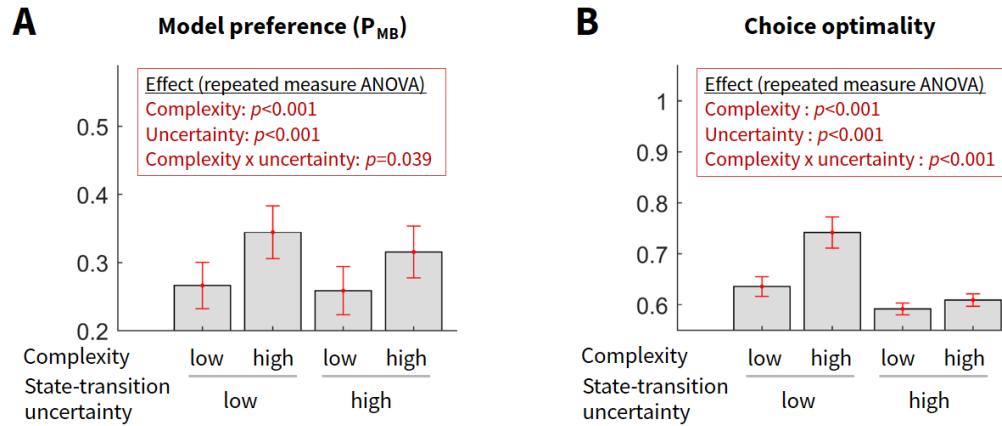 A
Model preference (PMB)
Effect (repeated measure ANOVA)
Complexity: p<0.001
Uncertainty: p<0.001
Complexity x uncertainty: p=0.039
0.5
0.4
0.3
0.2
Complexity low high low high
State-transition
uncertainty
low high
B
Choice optimality
Effect (repeated measure ANOVA)
Complexity : p<0.001
Uncertainty : p<0.001
Complexity x uncertainty : p<0.001
1
0.9
0.8
0.7
0.6
Complexity low high low high
State-transition
uncertainty
low high